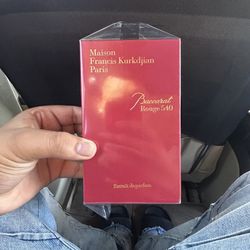 Maison
Francis Kurkdjian
Paris
Baccarat
Rouge 540
Extrait de parfum